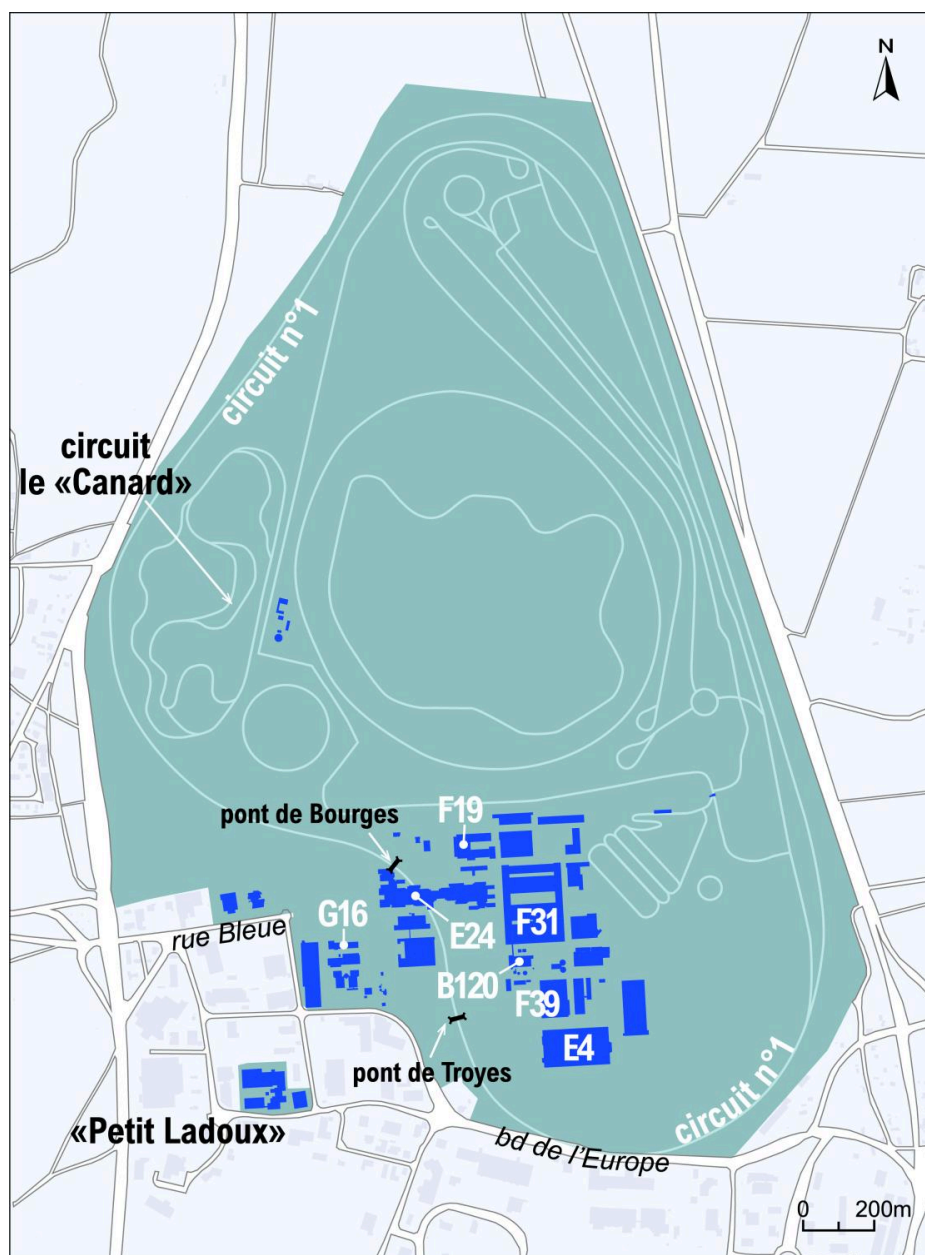 N
circuit n°1
circuit
le «Canard»
pont de Bourges
F19
G16
rue Bleue
E24
F31
B120
F39
pont de Troyes
E4
«Petit Ladoux»
circuit n°1
bd de l'Europe
0 200m